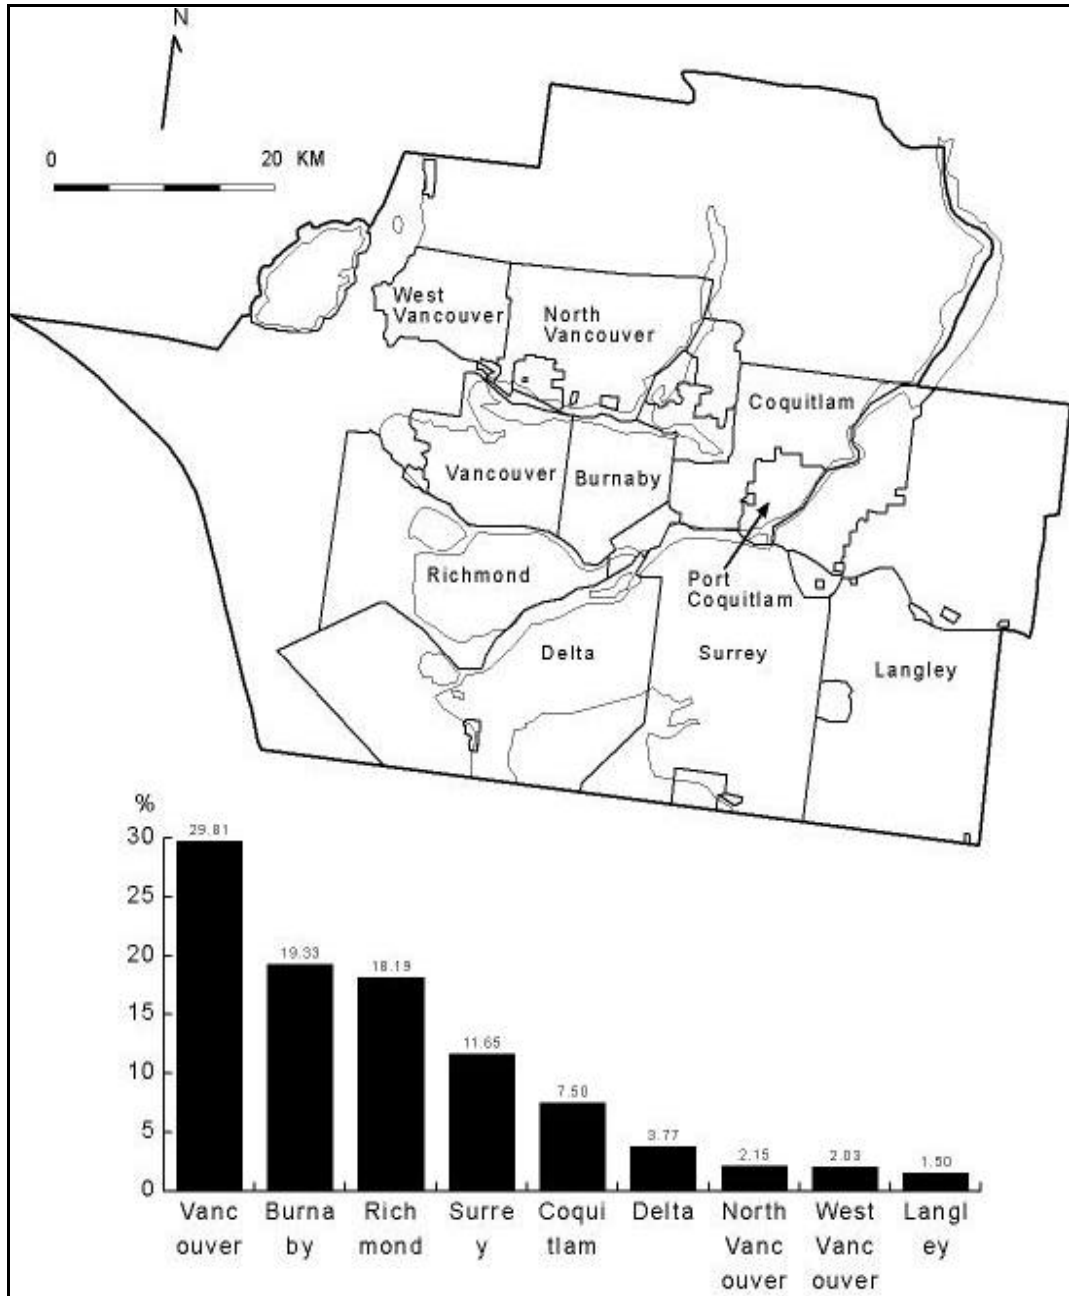 N
0 20 KM
West
Vancouver
North
Vancouver
Coquitlam
Vancouver
Burnaby
Richmond
Port
Coquitlam
Delta
Surrey
Langley
%
30
25
20
15
10
5
0
29.81
19.33
18.19
11.65
7.50
3.77
2.15
2.03
1.50
Vanc
ouver
Burna
by
Rich
mond
Surre
y
Coqui
tlam
Delta
North
Vanc
ouver
West
Vanc
ouver
Langl
ey